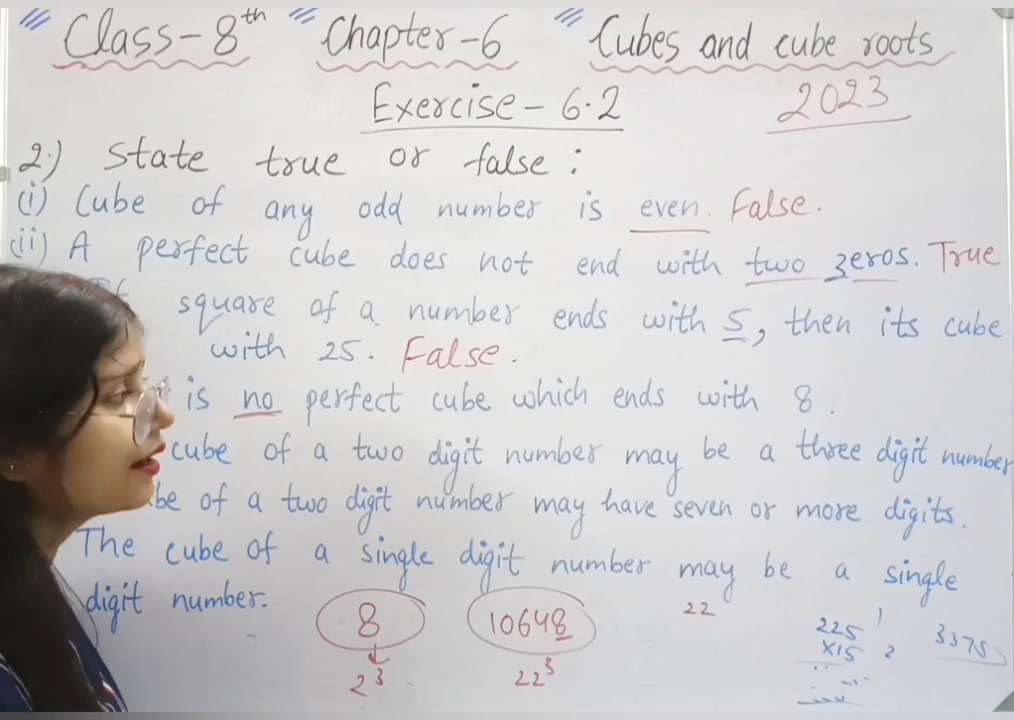 Class-8th Chapter-6 Cubes and cube roots
Exercise-6.2 2023
2.) State true or false:
(i) Cube of any odd number is even. False.
(ii) A perfect cube does not end with two zeros. True
square of a number ends with 5, then its cube
with 25. False.
is no perfect cube which ends with 8.
cube of a two digit number may be a three digit number
be of a two digit number may have seven or more digits.
The cube of a single digit number may be a single
digit number.
8 10648 22
2³ 22³
225 1
x15 2
3375